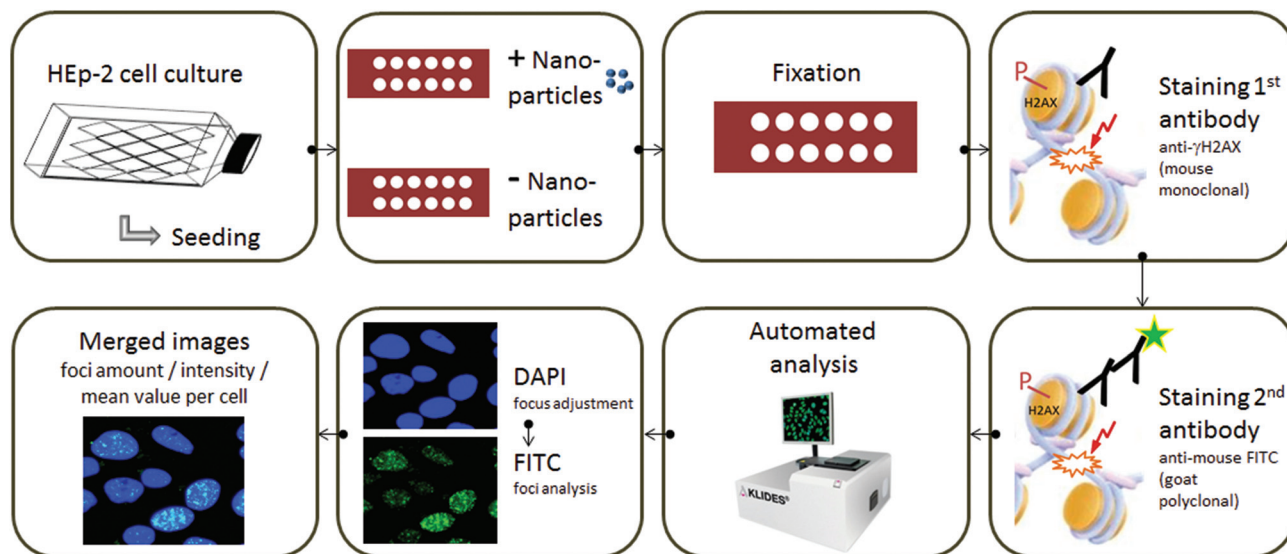 HEp-2 cell culture
Seeding
+ Nano-
particles
- Nano-
particles
Fixation
P
H2AX
Staining 1st
antibody
anti-γH2AX
(mouse
monoclonal)
P
H2AX
Staining 2nd
antibody
anti-mouse FITC
(goat
polyclonal)
Automated
analysis
AKLIDES®
DAPI
focus adjustment
FITC
foci analysis
Merged images
foci amount / intensity /
mean value per cell